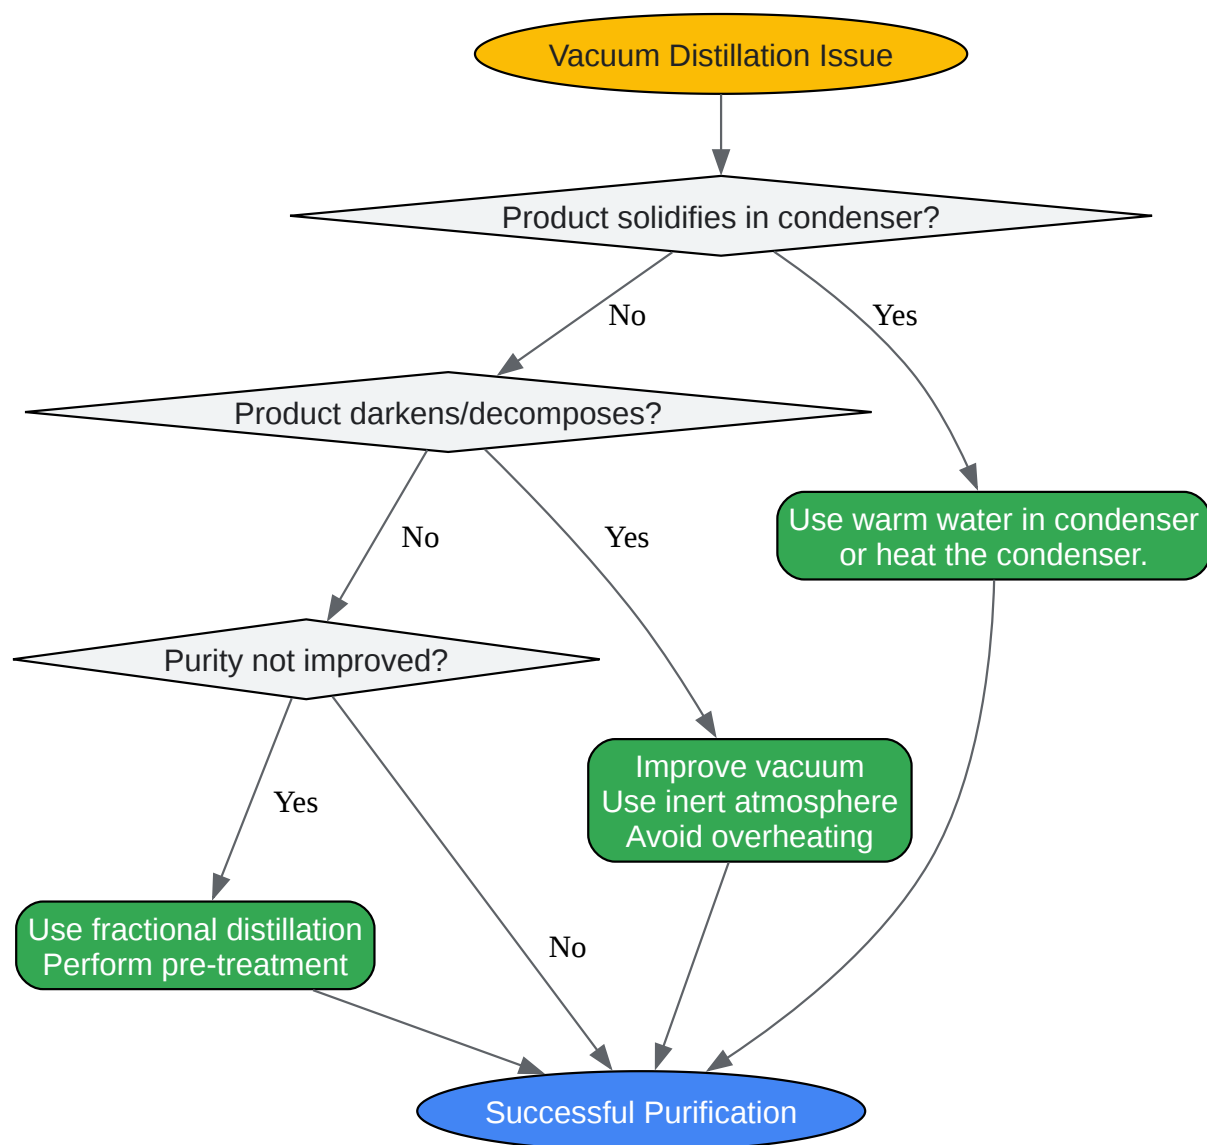 Vacuum Distillation Issue
Product solidifies in condenser?
No
Yes
Product darkens/decomposes?
Use warm water in condenser
or heat the condenser.
No
Yes
Purity not improved?
Improve vacuum
Use inert atmosphere
Avoid overheating
Yes
Use fractional distillation
Perform pre-treatment
No
Successful Purification